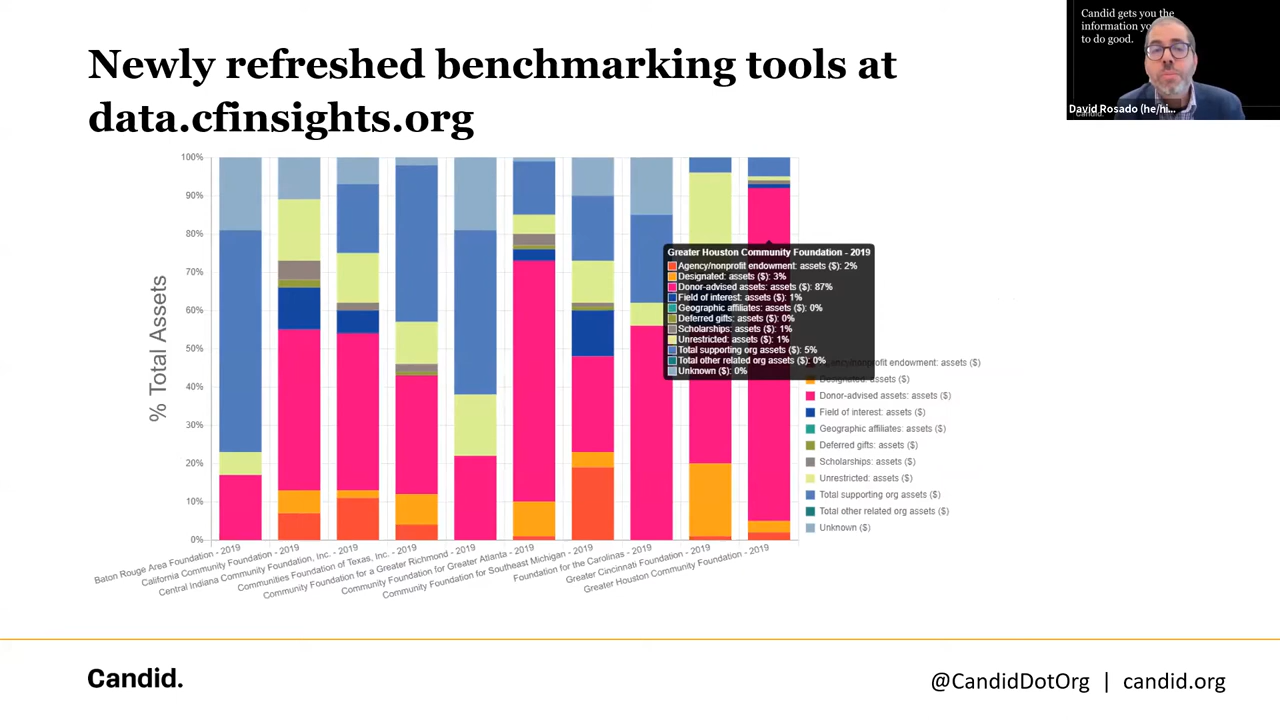 Newly refreshed benchmarking tools at
data.cfinsights.org
Candid gets you the
information yo
to do good.
David Rosado (he/hi...
Candid.
% Total Assets
100%
90%
80%
70%
60%
50%
40%
30%
20%
10%
0%
Greater Houston Community Foundation - 2019
Agency/nonprofit endowment: assets ($): 2%
Designated: assets ($): 3%
Donor-advised assets: assets ($): 87%
Field of interest: assets ($): 1%
Geographic affiliates: assets ($): 0%
Deferred gifts: assets ($): 0%
Scholarships: assets ($): 1%
Unrestricted: assets ($): 1%
Total supporting org assets ($): 5%
Total other related org assets ($): 0%
Unknown ($): 0%
Agency/nonprofit endowment: assets ($)
Designated: assets ($)
Donor-advised assets: assets ($)
Field of interest: assets ($)
Geographic affiliates: assets ($)
Deferred gifts: assets ($)
Scholarships: assets ($)
Unrestricted: assets ($)
Total supporting org assets ($)
Total other related org assets ($)
Unknown ($)
Baton Rouge Area Foundation - 2019
California Community Foundation - 2019
Central Indiana Community Foundation, Inc. - 2019
Communities Foundation of Texas, Inc. - 2019
Community Foundation for a Greater Richmond - 2019
Community Foundation for Greater Atlanta - 2019
Community Foundation for Southeast Michigan - 2019
Foundation for the Carolinas - 2019
Greater Cincinnati Foundation - 2019
Greater Houston Community Foundation - 2019
Candid.
@CandidDotOrg | candid.org